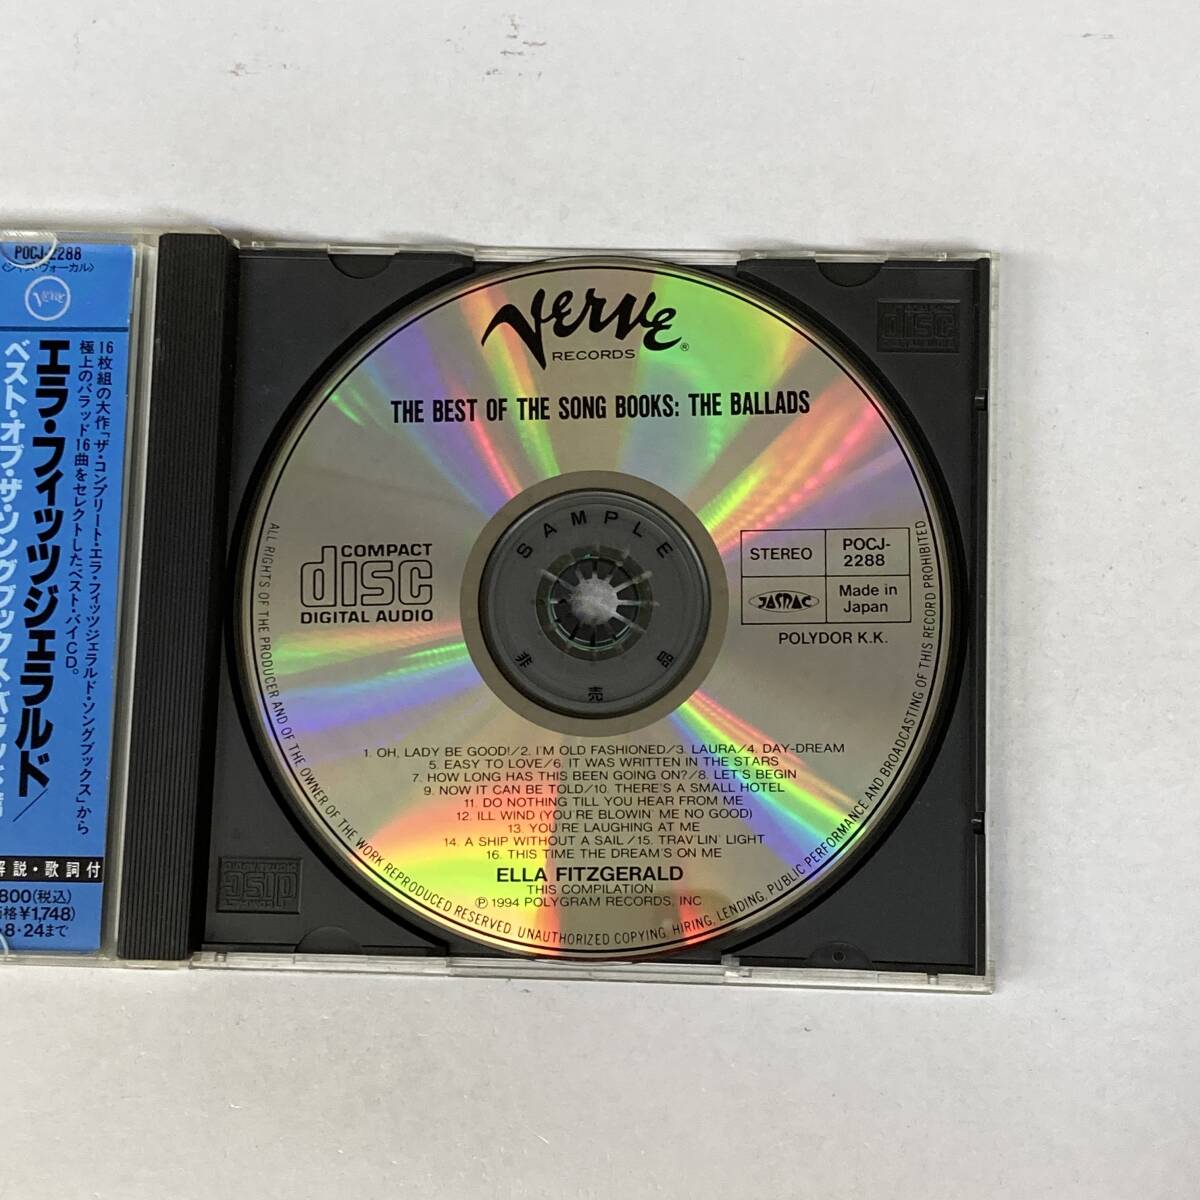 POCJ-2288
〈ジャズ・ヴォーカル〉
VERVE
エラ・フィッツジェラルド/
ベスト・オブ・ザ・ソングブックス:バラード編
16枚組の大作「ザ・コンプリート・エラ・フィッツジェラルド・ソングブックス」から
極上のバラッド16曲をセレクトしたベスト・バイCD。
解説・歌詞付
800(税込)
価格¥1,748)
8・24まで
VERVE®
RECORDS
THE BEST OF THE SONG BOOKS: THE BALLADS
SAMPLE
非売品
COMPACT
disc
DIGITAL AUDIO
STEREO
POCJ-
2288
JASRAC
Made in
Japan
POLYDOR K.K.
1. OH, LADY BE GOOD!/2. I'M OLD FASHIONED/3. LAURA/4. DAY-DREAM
5. EASY TO LOVE/6. IT WAS WRITTEN IN THE STARS
7. HOW LONG HAS THIS BEEN GOING ON?/8. LET'S BEGIN
9. NOW IT CAN BE TOLD/10. THERE'S A SMALL HOTEL
11. DO NOTHING TILL YOU HEAR FROM ME
12. ILL WIND (YOU'RE BLOWIN' ME NO GOOD)
13. YOU'RE LAUGHING AT ME
14. A SHIP WITHOUT A SAIL/15. TRAV'LIN' LIGHT
16. THIS TIME THE DREAM'S ON ME
ELLA FITZGERALD
THIS COMPILATION
℗ 1994 POLYGRAM RECORDS, INC
ALL RIGHTS OF THE PRODUCER AND OF THE OWNER OF THE WORK REPRODUCED RESERVED. UNAUTHORIZED COPYING, HIRING, LENDING, PUBLIC PERFORMANCE AND BROADCASTING OF THIS RECORD PROHIBITED.
COMPACT
disc